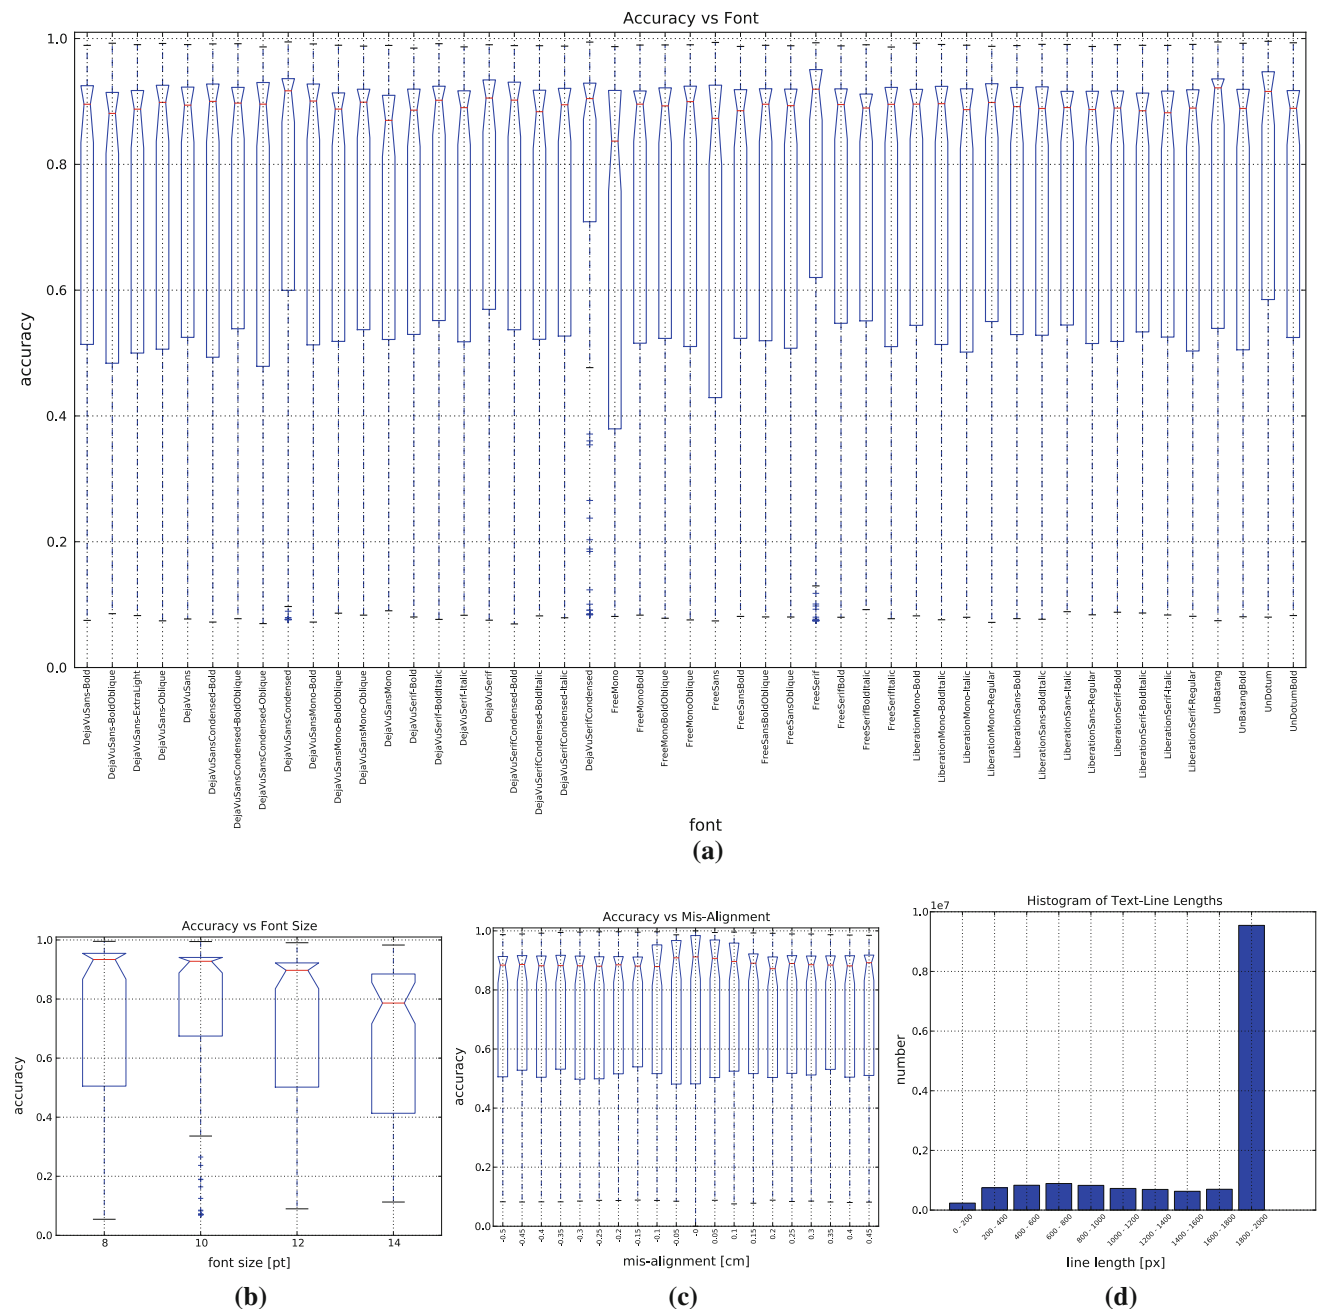 Accuracy vs Font
1.0
0.8
0.6
0.4
0.2
0.0
accuracy
DejaVuSans-Bold
DejaVuSans-BoldOblique
DejaVuSans-ExtraLight
DejaVuSans-Oblique
DejaVuSans
DejaVuSansCondensed-Bold
DejaVuSansCondensed-BoldOblique
DejaVuSansCondensed-Oblique
DejaVuSansCondensed
DejaVuSansMono-Bold
DejaVuSansMono-BoldOblique
DejaVuSansMono-Oblique
DejaVuSansMono
DejaVuSerif-Bold
DejaVuSerif-BoldItalic
DejaVuSerif-Italic
DejaVuSerif
DejaVuSerifCondensed-Bold
DejaVuSerifCondensed-BoldItalic
DejaVuSerifCondensed-Italic
DejaVuSerifCondensed
FreeMono
FreeMonoBold
FreeMonoBoldOblique
FreeMonoOblique
FreeSans
FreeSansBold
FreeSansBoldOblique
FreeSansOblique
FreeSerif
FreeSerifBold
FreeSerifBoldItalic
FreeSerifItalic
LiberationMono-Bold
LiberationMono-BoldItalic
LiberationMono-Italic
LiberationMono-Regular
LiberationSans-Bold
LiberationSans-BoldItalic
LiberationSans-Italic
LiberationSans-Regular
LiberationSerif-Bold
LiberationSerif-BoldItalic
LiberationSerif-Italic
LiberationSerif-Regular
UnBatang
UnBatangBold
UnDotum
UnDotumBold
font
(a)
Accuracy vs Font Size
1.0
0.8
0.6
0.4
0.2
0.0
accuracy
8 10 12 14
font size [pt]
(b)
Accuracy vs Mis-Alignment
1.0
0.8
0.6
0.4
0.2
0.0
accuracy
-0.5
-0.45
-0.4
-0.35
-0.3
-0.25
-0.2
-0.15
-0.1
-0.05
-0
0.05
0.1
0.15
0.2
0.25
0.3
0.35
0.4
0.45
mis-alignment [cm]
(c)
Histogram of Text-Line Lengths
1e7
1.0
0.8
0.6
0.4
0.2
0.0
number
0 - 200
200 - 400
400 - 600
600 - 800
800 - 1000
1000 - 1200
1200 - 1400
1400 - 1600
1600 - 1800
1800 - 2000
line length [px]
(d)